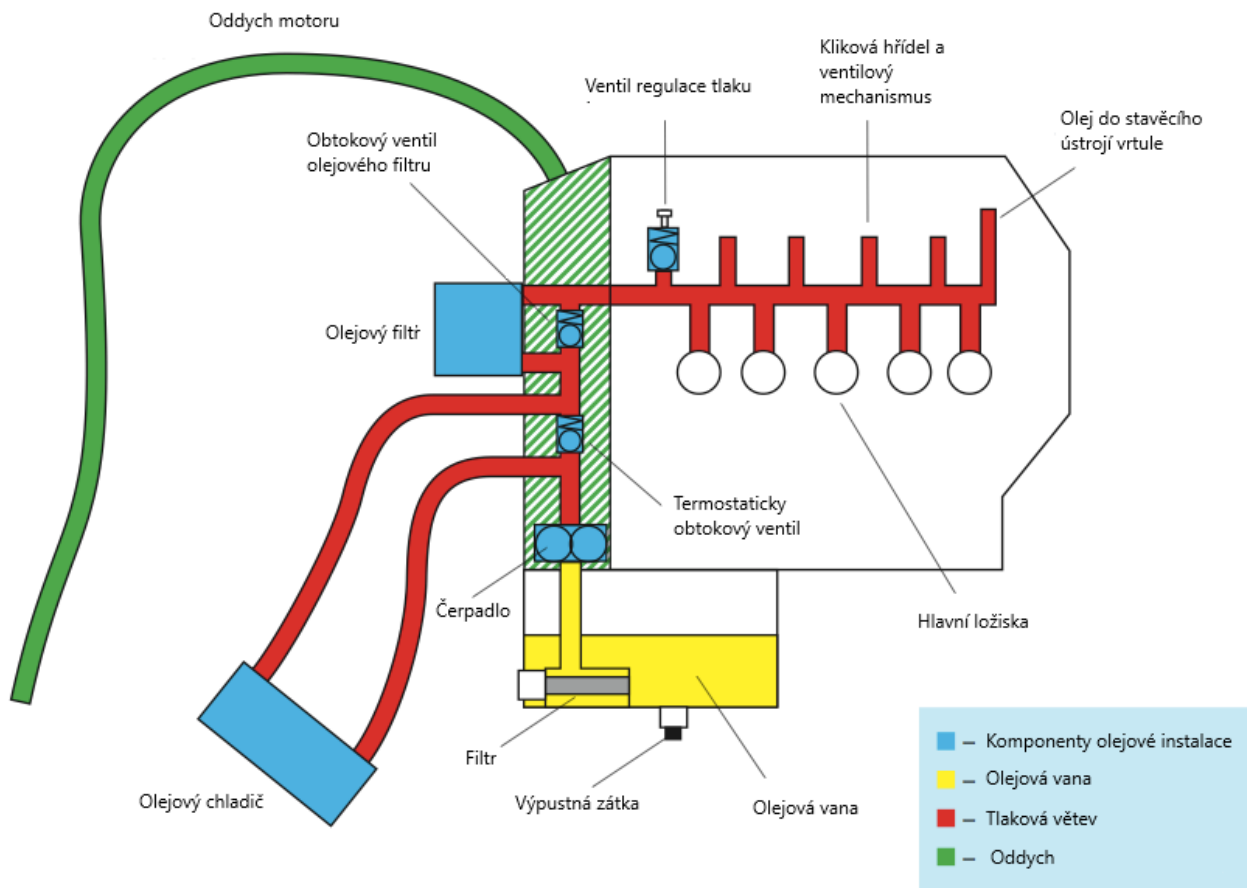 Oddych motoru
Ventil regulace tlaku
Kliková hřídel a
ventilový
mechanismus
Olej do stavěcího
ústrojí vrtule
Obtokový ventil
olejového filtru
Olejový filtř
Termostaticky
obtokový ventil
Čerpadlo
Hlavní ložiska
Filtr
Výpustná zátka
Olejová vana
Olejový chladič
– Komponenty olejové instalace
– Olejová vana
– Tlaková větev
– Oddych